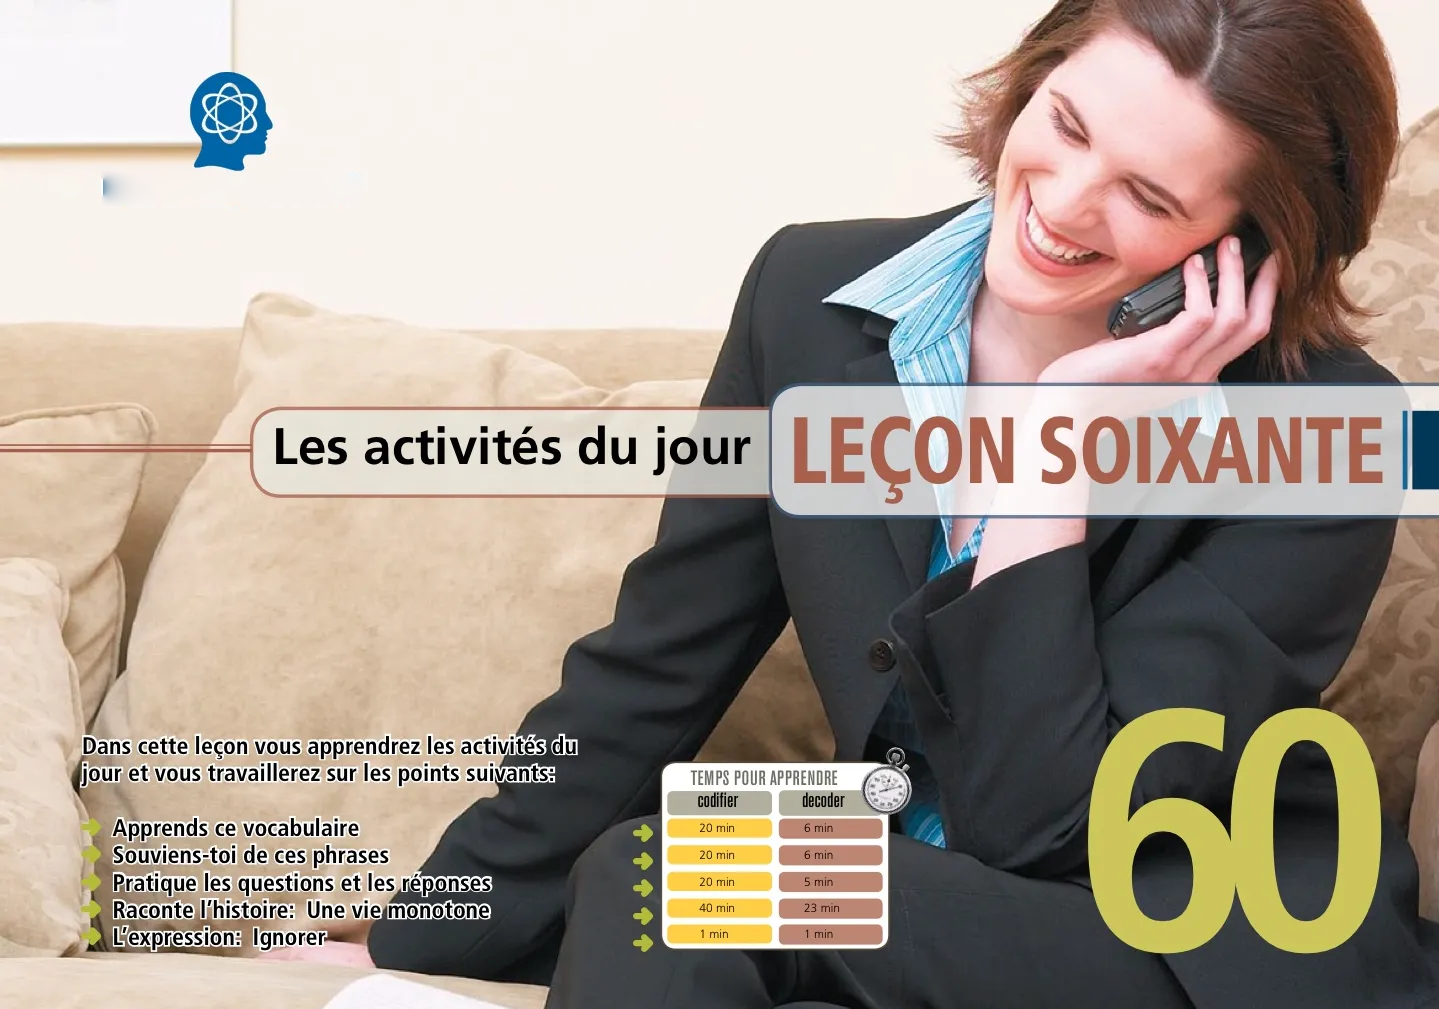 Les activités du jour
LEÇON SOIXANTE
Dans cette leçon vous apprendrez les activités du
jour et vous travaillerez sur les points suivants:
Apprends ce vocabulaire
Souviens-toi de ces phrases
Pratique les questions et les réponses
Raconte l'histoire: Une vie monotone
L'expression: Ignorer
TEMPS POUR APPRENDRE
codifier decoder
20 min 6 min
20 min 6 min
20 min 5 min
40 min 23 min
1 min 1 min
60